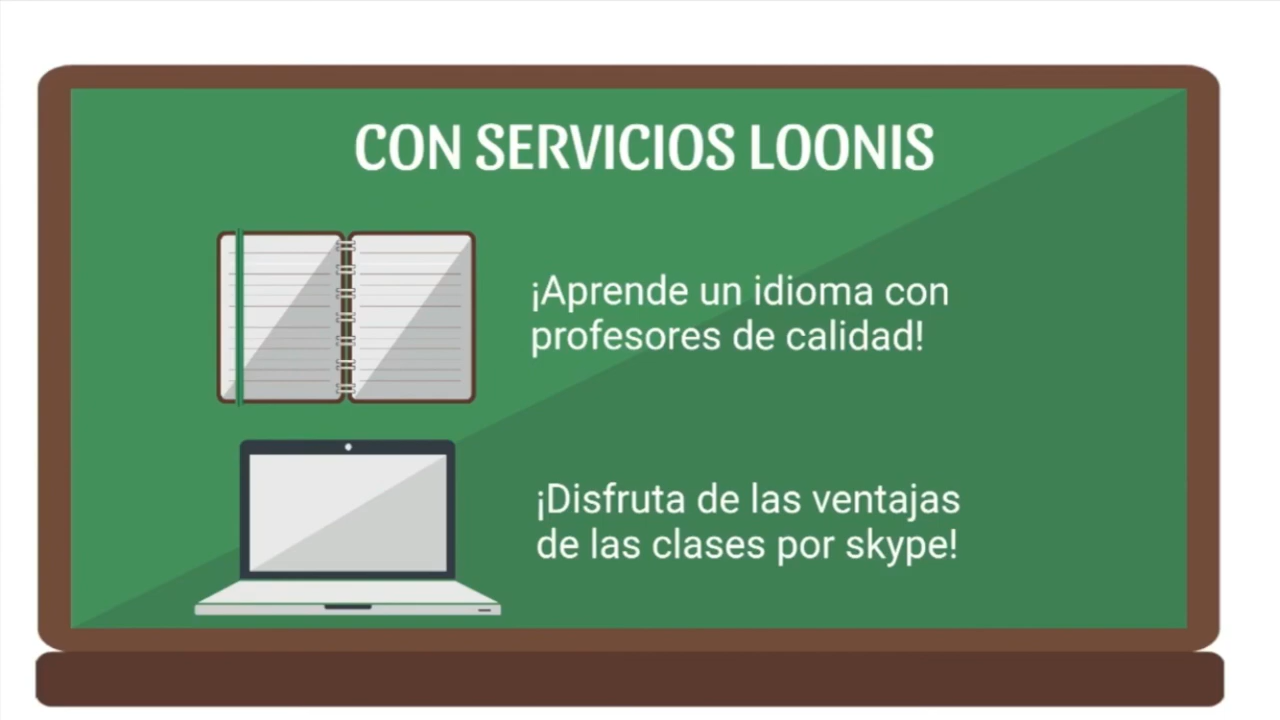 CON SERVICIOS LOONIS
¡Aprende un idioma con
profesores de calidad!
¡Disfruta de las ventajas
de las clases por skype!